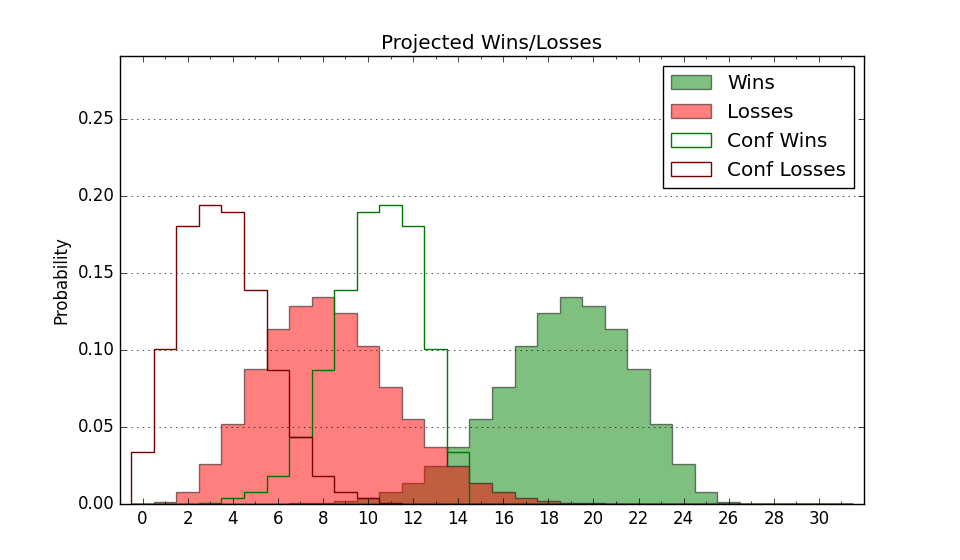 Projected Wins/Losses
Wins
Losses
Conf Wins
Conf Losses
Probability
0.25
0.20
0.15
0.10
0.05
0.00
0 2 4 6 8 10 12 14 16 18 20 22 24 26 28 30